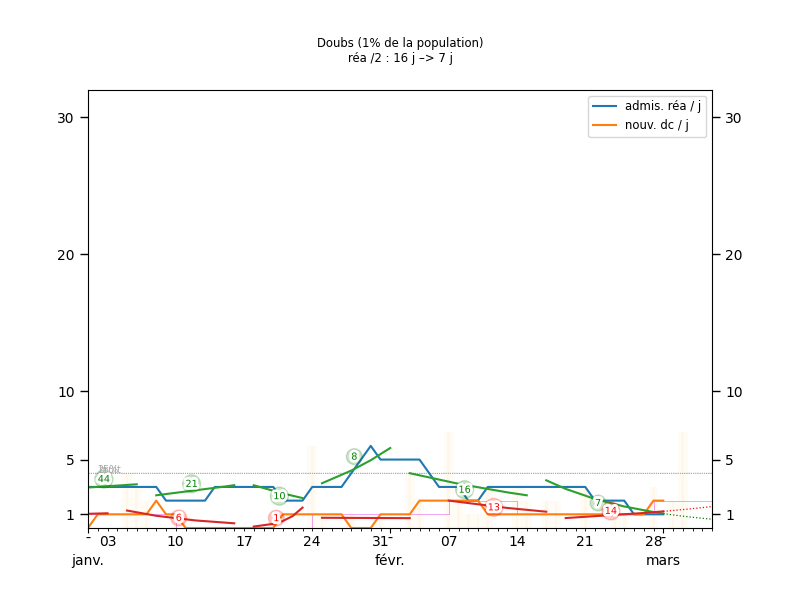 Doubs (1% de la population)
réa /2 : 16 j –> 7 j
admis. réa / j
nouv. dc / j
30 30
20 20
10 10
5 5
1 1
44 21 10 8 16 7
6 1 13 14
03 10 17 24 31 07 14 21 28
janv. févr. mars